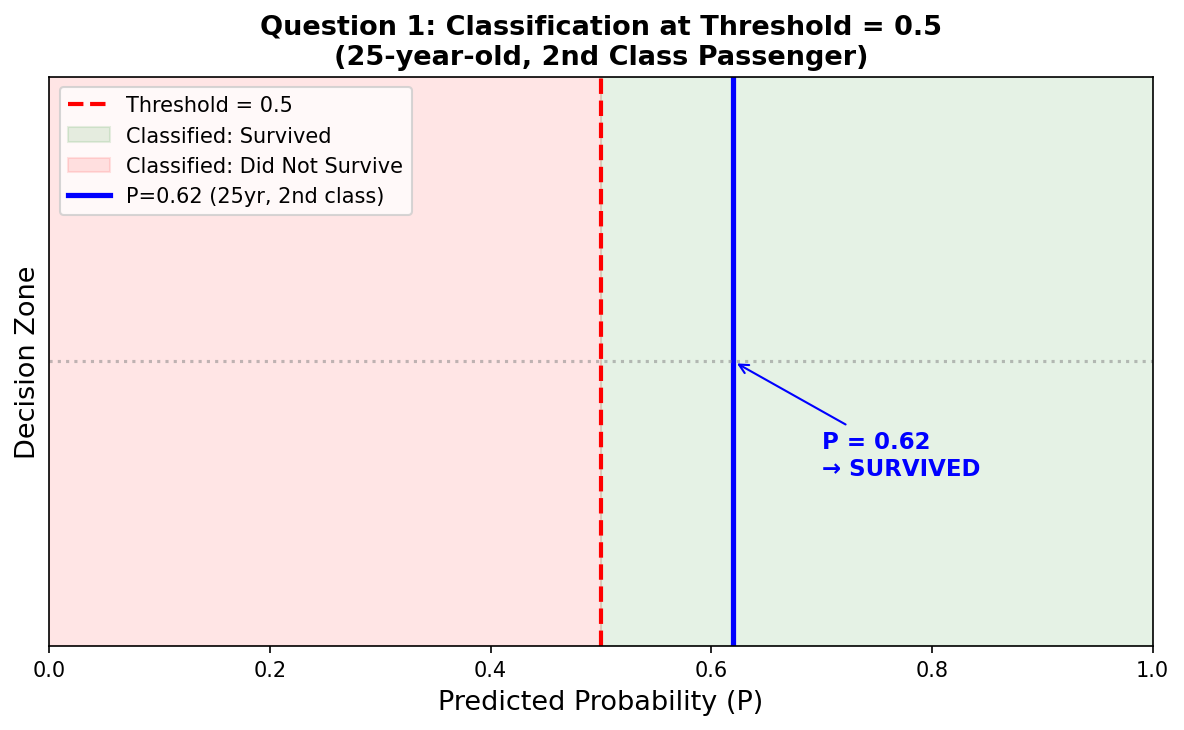 Question 1: Classification at Threshold = 0.5
(25-year-old, 2nd Class Passenger)
Threshold = 0.5
Classified: Survived
Classified: Did Not Survive
P=0.62 (25yr, 2nd class)
Decision Zone
P = 0.62
→ SURVIVED
0.0 0.2 0.4 0.6 0.8 1.0
Predicted Probability (P)